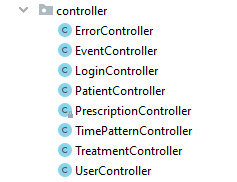 controller
ErrorController
EventController
LoginController
PatientController
PrescriptionController
TimePatternController
TreatmentController
UserController